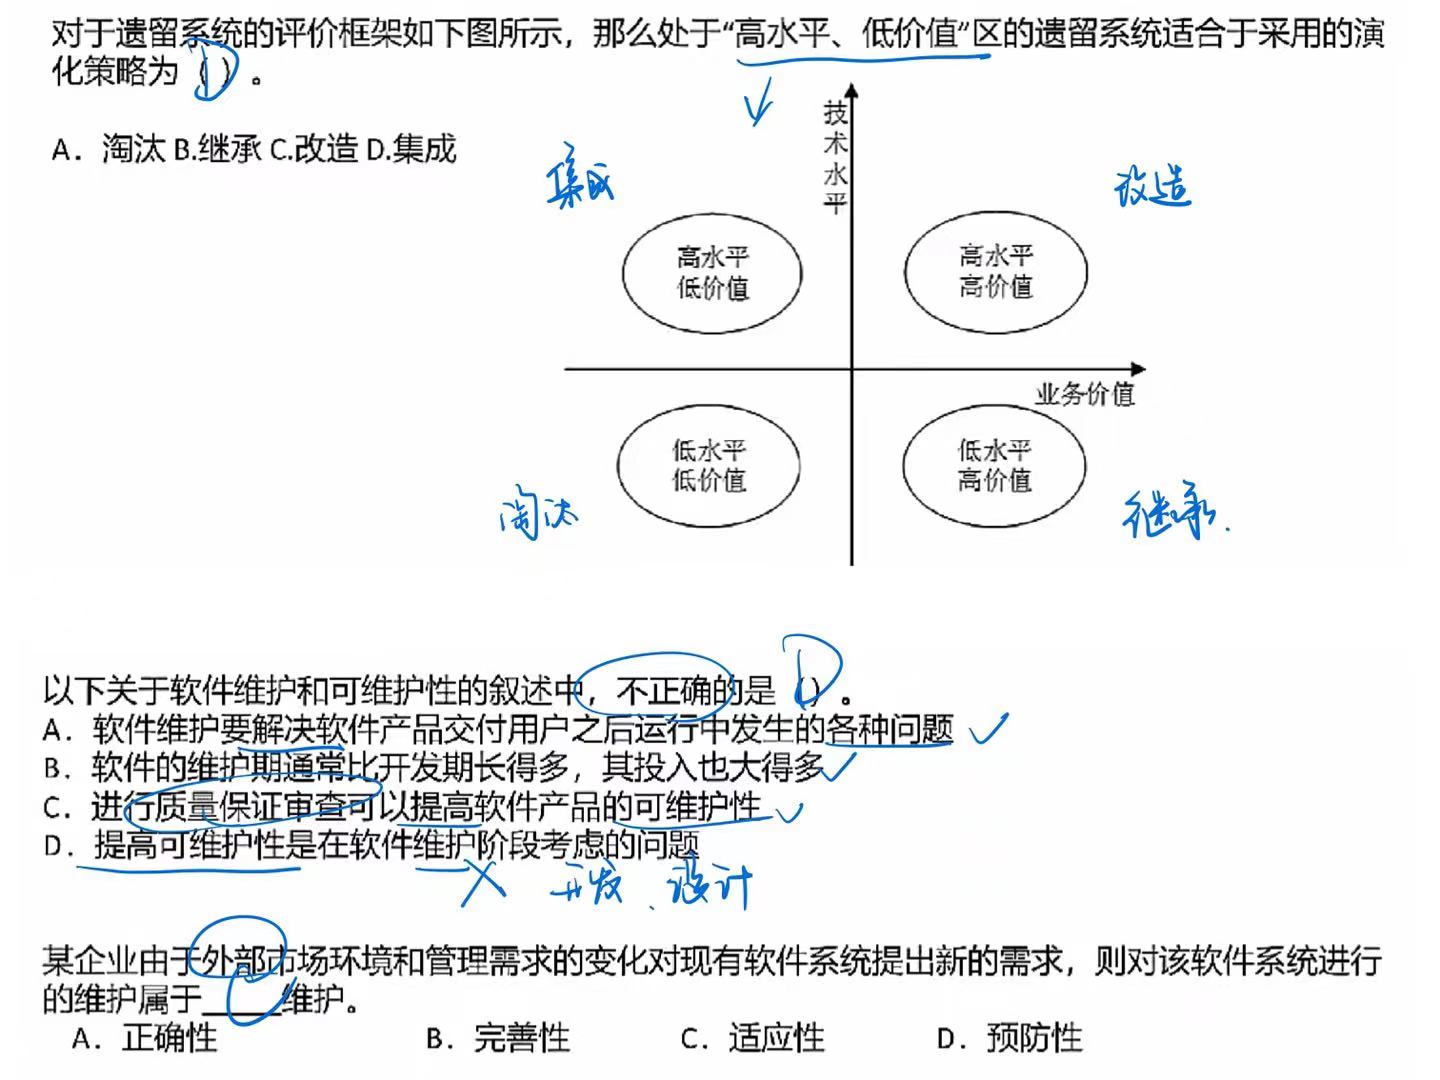 对于遗留系统的评价框架如下图所示，那么处于“高水平、低价值”区的遗留系统适合于采用的演
化策略为（D）。
A．淘汰 B.继承 C.改造 D.集成
技术水平
集成
改造
高水平
低价值
高水平
高价值
业务价值
低水平
低价值
低水平
高价值
淘汰
继承.
以下关于软件维护和可维护性的叙述中，不正确的是（D）。
A．软件维护要解决软件产品交付用户之后运行中发生的各种问题
B．软件的维护期通常比开发期长得多，其投入也大得多
C．进行质量保证审查可以提高软件产品的可维护性
D．提高可维护性是在软件维护阶段考虑的问题
开发、设计
某企业由于外部市场环境和管理需求的变化对现有软件系统提出新的需求，则对该软件系统进行
的维护属于__C__维护。
A．正确性 B．完善性 C．适应性 D．预防性